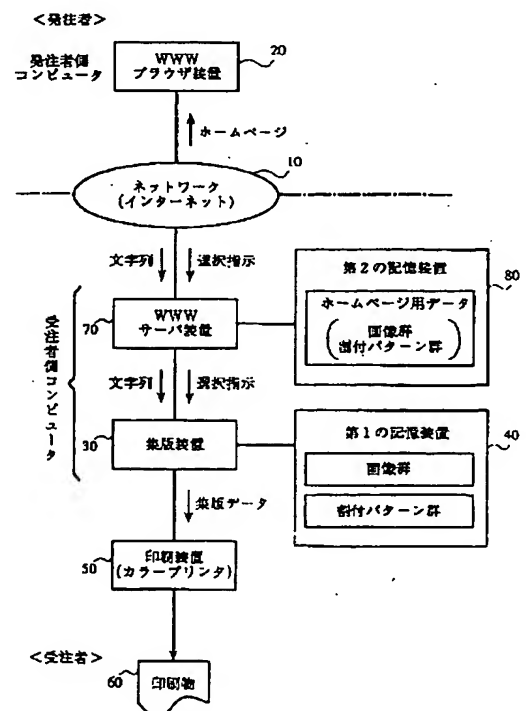 <発注者>
発注者側
コンピュータ
WWW
ブラウザ装置
20
ホームページ
10
ネットワーク
(インターネット)
文字列
選択指示
第2の記憶装置
80
ホームページ用データ
画像群
割付パターン群
WWW
サーバ装置
70
受注者側コンピュータ
文字列
選択指示
第1の記憶装置
40
集版装置
30
画像群
割付パターン群
集版データ
印刷装置
(カラープリンタ)
50
<受注者>
60
印刷物